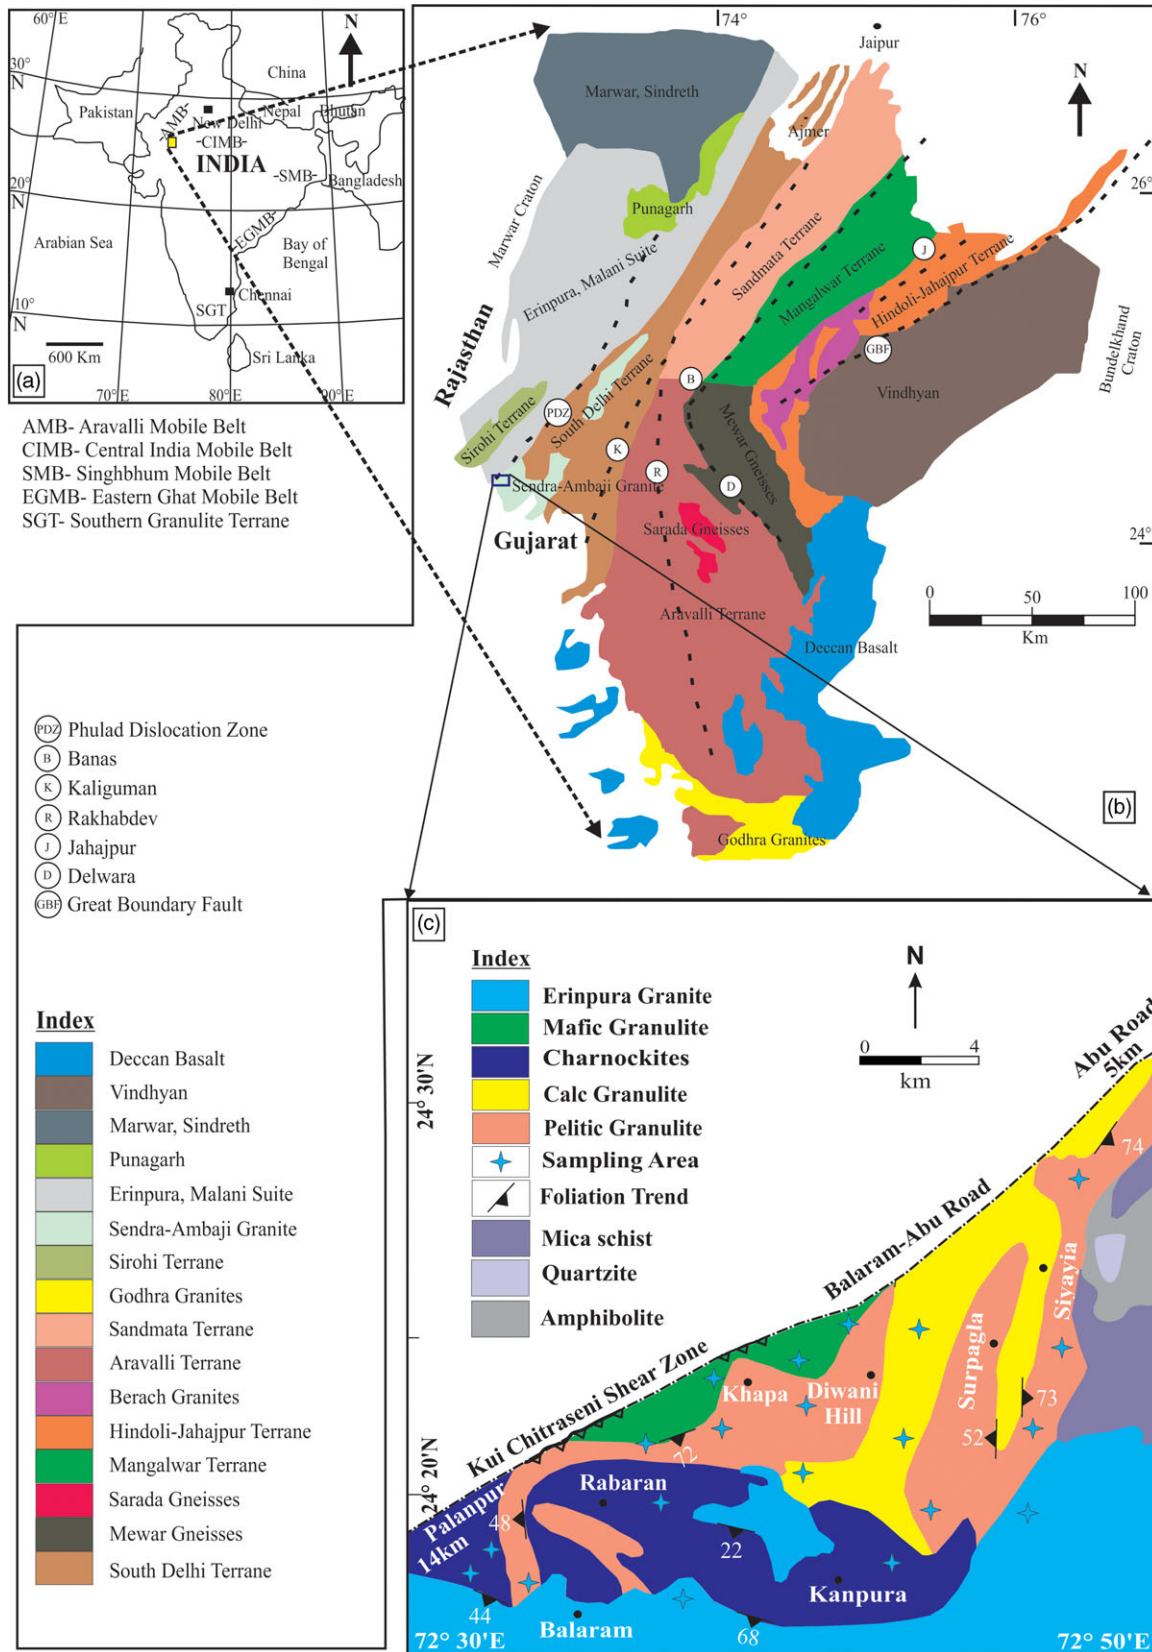 60° E
N
30°
N
China
Pakistan
AMB-
New Delhi
Nepal
Bhutan
-CIMB-
INDIA
-SMB-
Bangladesh
20°
N
Arabian Sea
EGMB-
Bay of
Bengal
SGT
Chennai
10°
N
Sri Lanka
600 Km
(a)
70° E
80° E
90° E
AMB- Aravalli Mobile Belt
CIMB- Central India Mobile Belt
SMB- Singhbhum Mobile Belt
EGMB- Eastern Ghat Mobile Belt
SGT- Southern Granulite Terrane
74°
76°
Jaipur
N
Marwar, Sindreth
Ajmer
26°
Punagarh
Marwar Craton
Erinpura, Malani Suite
Sandmata Terrane
Mangalwar Terrane
J
Hindoli-Jahajpur Terrane
GBF
Bundelkhand
Craton
Vindhyan
Rajasthan
B
PDZ
South Delhi Terrane
Sirohi Terrane
K
Mewar Gneisses
R
D
Sendra-Ambaji Granite
Sarada Gneisses
Gujarat
24°
Aravalli Terrane
0
50
100
Km
Deccan Basalt
Godhra Granites
(b)
PDZ Phulad Dislocation Zone
B Banas
K Kaliguman
R Rakhabdev
J Jahajpur
D Delwara
GBF Great Boundary Fault
Index
Deccan Basalt
Vindhyan
Marwar, Sindreth
Punagarh
Erinpura, Malani Suite
Sendra-Ambaji Granite
Sirohi Terrane
Godhra Granites
Sandmata Terrane
Aravalli Terrane
Berach Granites
Hindoli-Jahajpur Terrane
Mangalwar Terrane
Sarada Gneisses
Mewar Gneisses
South Delhi Terrane
(c)
Index
Erinpura Granite
Mafic Granulite
Charnockites
Calc Granulite
Pelitic Granulite
Sampling Area
Foliation Trend
Mica schist
Quartzite
Amphibolite
N
0
4
km
24° 30'N
24° 20'N
Abu Road
5km
74
Balaram-Abu Road
Siyayia
Surpagla
73
52
Kui Chitraseni Shear Zone
Khapa
Diwani
Hill
72
Rabaran
Palanpur
14km
48
22
Kanpura
44
Balaram
68
72° 30'E
72° 50'E